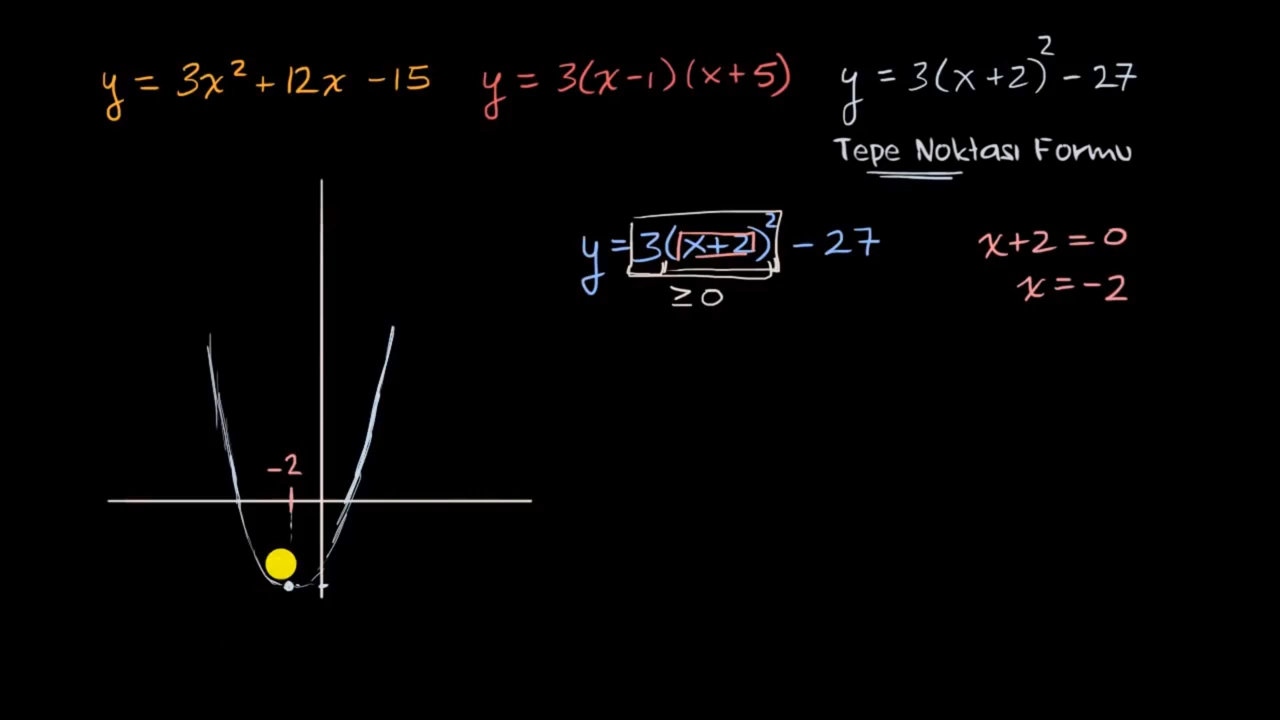 y = 3x² + 12x - 15
y = 3(x-1)(x+5)
y = 3(x+2)² - 27
Tepe Noktası Formu
y = 3(x+2)² - 27
≥ 0
x+2 = 0
x = -2
-2